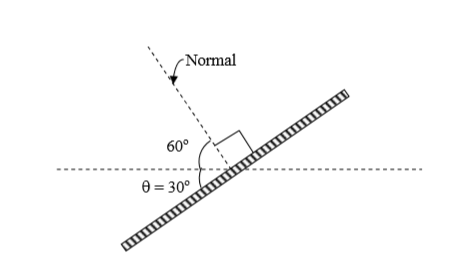 Normal
60°
θ = 30°